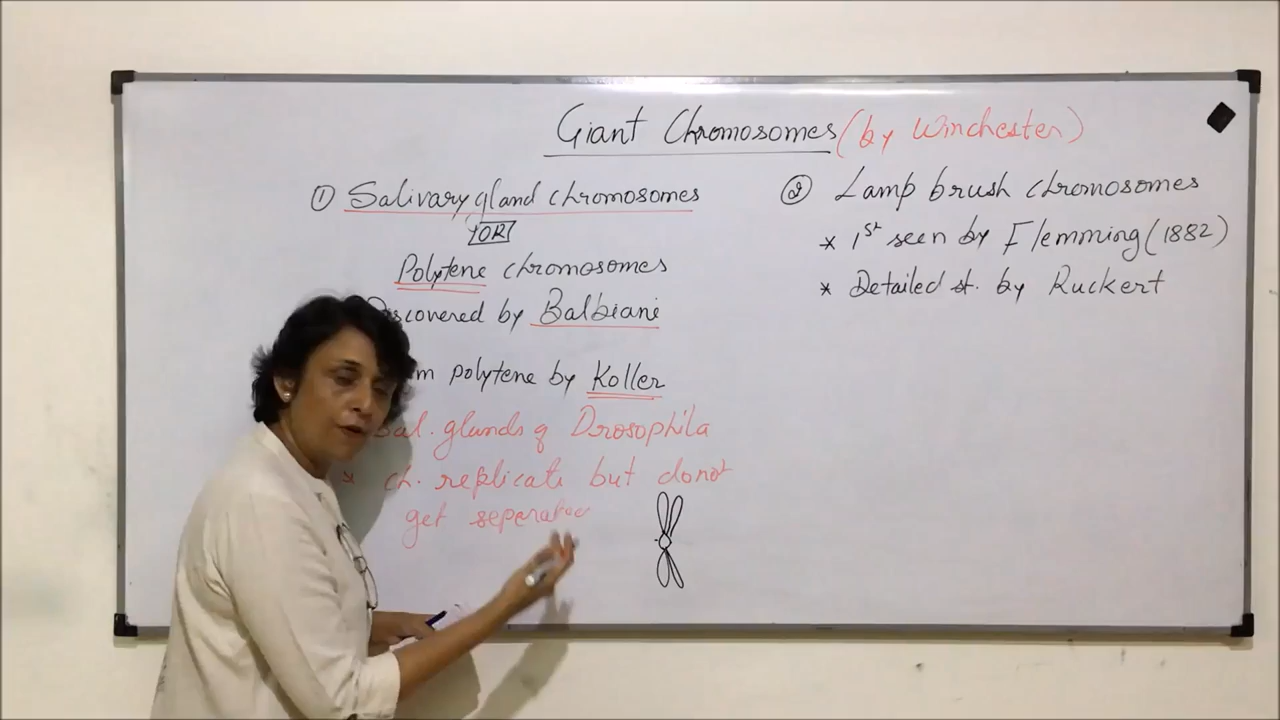 Giant Chromosomes (by Winchester)
① Salivary gland chromosomes
OR
Polytene chromosomes
Discovered by Balbiani
polytene by Koller
Sal. glands of Drosophila
* ch. replicate but donot
get separated
② Lamp brush chromosomes
* 1st seen by Flemming (1882)
* Detailed st. by Ruckert